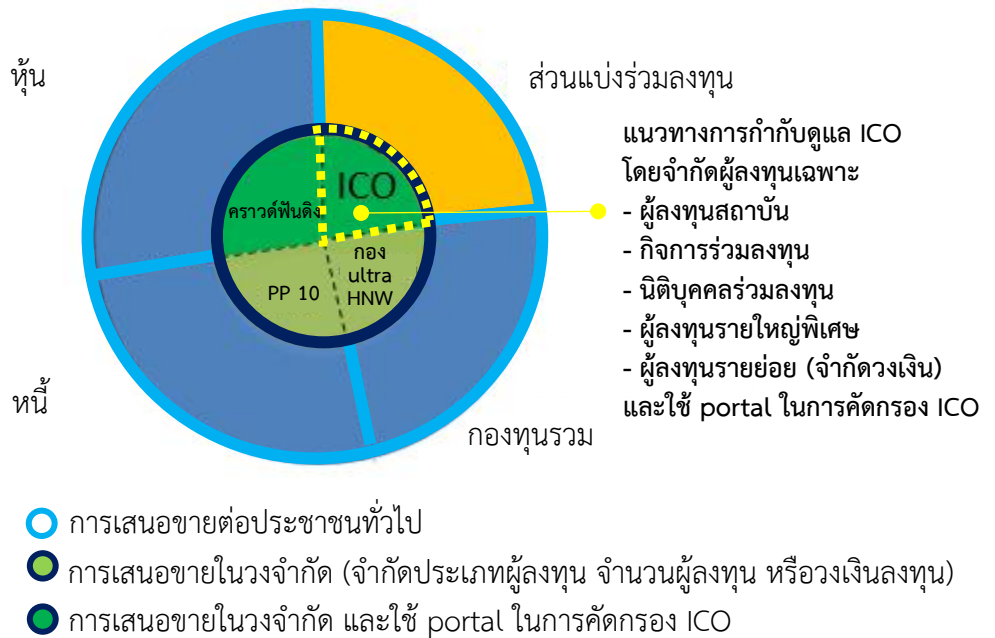 หุ้น
ส่วนแบ่งร่วมลงทุน
แนวทางการกำกับดูแล ICO
โดยจำกัดผู้ลงทุนเฉพาะ
- ผู้ลงทุนสถาบัน
- กิจการร่วมลงทุน
- นิติบุคคลร่วมลงทุน
- ผู้ลงทุนรายใหญ่พิเศษ
- ผู้ลงทุนรายย่อย (จำกัดวงเงิน)
และใช้ portal ในการคัดกรอง ICO
ICO
คราวด์ฟันดิง
กอง
ultra
HNW
PP 10
หนี้
กองทุนรวม
การเสนอขายต่อประชาชนทั่วไป
การเสนอขายในวงจำกัด (จำกัดประเภทผู้ลงทุน จำนวนผู้ลงทุน หรือวงเงินลงทุน)
การเสนอขายในวงจำกัด และใช้ portal ในการคัดกรอง ICO